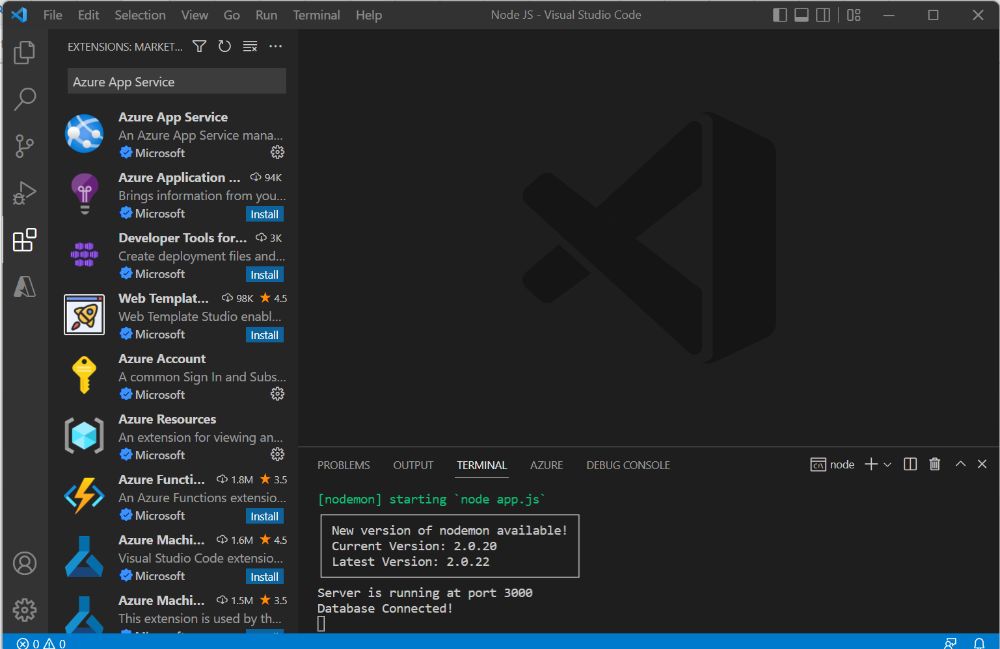 File Edit Selection View Go Run Terminal Help
Node JS - Visual Studio Code
EXTENSIONS: MARKET...
Azure App Service
Azure App Service
An Azure App Service mana...
Microsoft
Azure Application ... 94K
Brings information from you...
Microsoft Install
Developer Tools for... 3K
Create deployment files and...
Microsoft Install
Web Templat... 98K 4.5
Web Template Studio enabl...
Microsoft Install
Azure Account
A common Sign In and Subs...
Microsoft
Azure Resources
An extension for viewing an...
Microsoft
Azure Functi... 1.8M 3.5
An Azure Functions extensio...
Microsoft Install
Azure Machi... 1.6M 4.5
Visual Studio Code extensio...
Microsoft Install
Azure Machi... 1.5M 3.5
This extension is used by th...
PROBLEMS OUTPUT TERMINAL AZURE DEBUG CONSOLE
node
[nodemon] starting `node app.js`
New version of nodemon available!
Current Version: 2.0.20
Latest Version: 2.0.22
Server is running at port 3000
Database Connected!
0 0